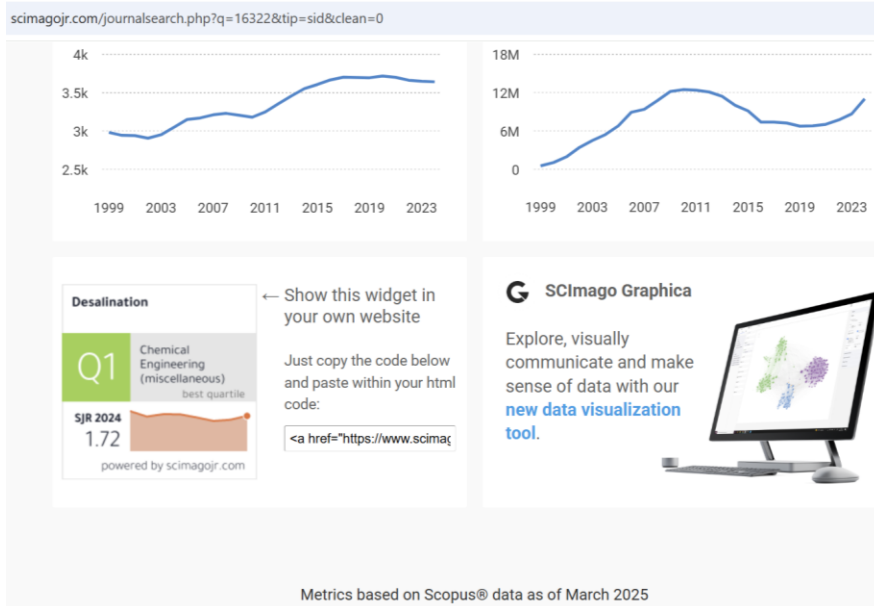 scimagojr.com/journalsearch.php?q=16322&tip=sid&clean=0
4k
3.5k
3k
2.5k
1999 2003 2007 2011 2015 2019 2023
18M
12M
6M
0
1999 2003 2007 2011 2015 2019 2023
Desalination
Q1
Chemical
Engineering
(miscellaneous)
best quartile
SJR 2024
1.72
powered by scimagojr.com
← Show this widget in
your own website
Just copy the code below
and paste within your html
code:
<a href="https://www.scimag
SCImago Graphica
Explore, visually
communicate and make
sense of data with our
new data visualization
tool.
Metrics based on Scopus® data as of March 2025